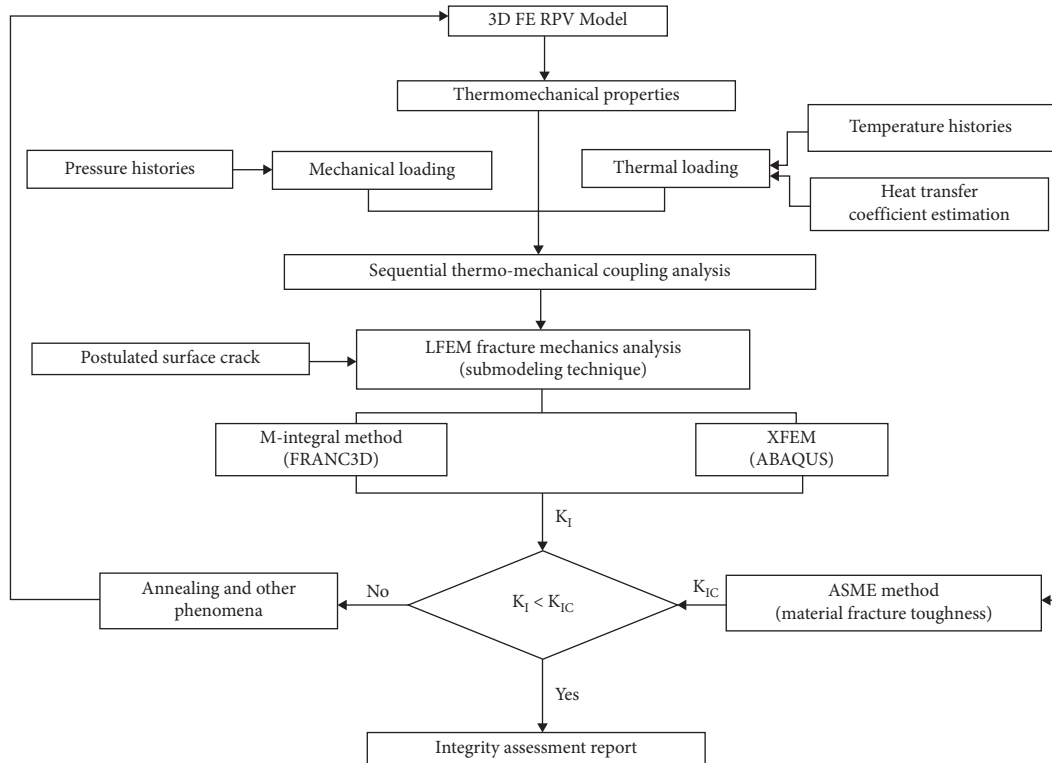 3D FE RPV Model
Thermomechanical properties
Temperature histories
Pressure histories
Mechanical loading
Thermal loading
Heat transfer
coefficient estimation
Sequential thermo-mechanical coupling analysis
Postulated surface crack
LFEM fracture mechanics analysis
(submodeling technique)
M-integral method
(FRANC3D)
XFEM
(ABAQUS)
K_I
Annealing and other
phenomena
No
K_I < K_IC
K_IC
ASME method
(material fracture toughness)
Yes
Integrity assessment report